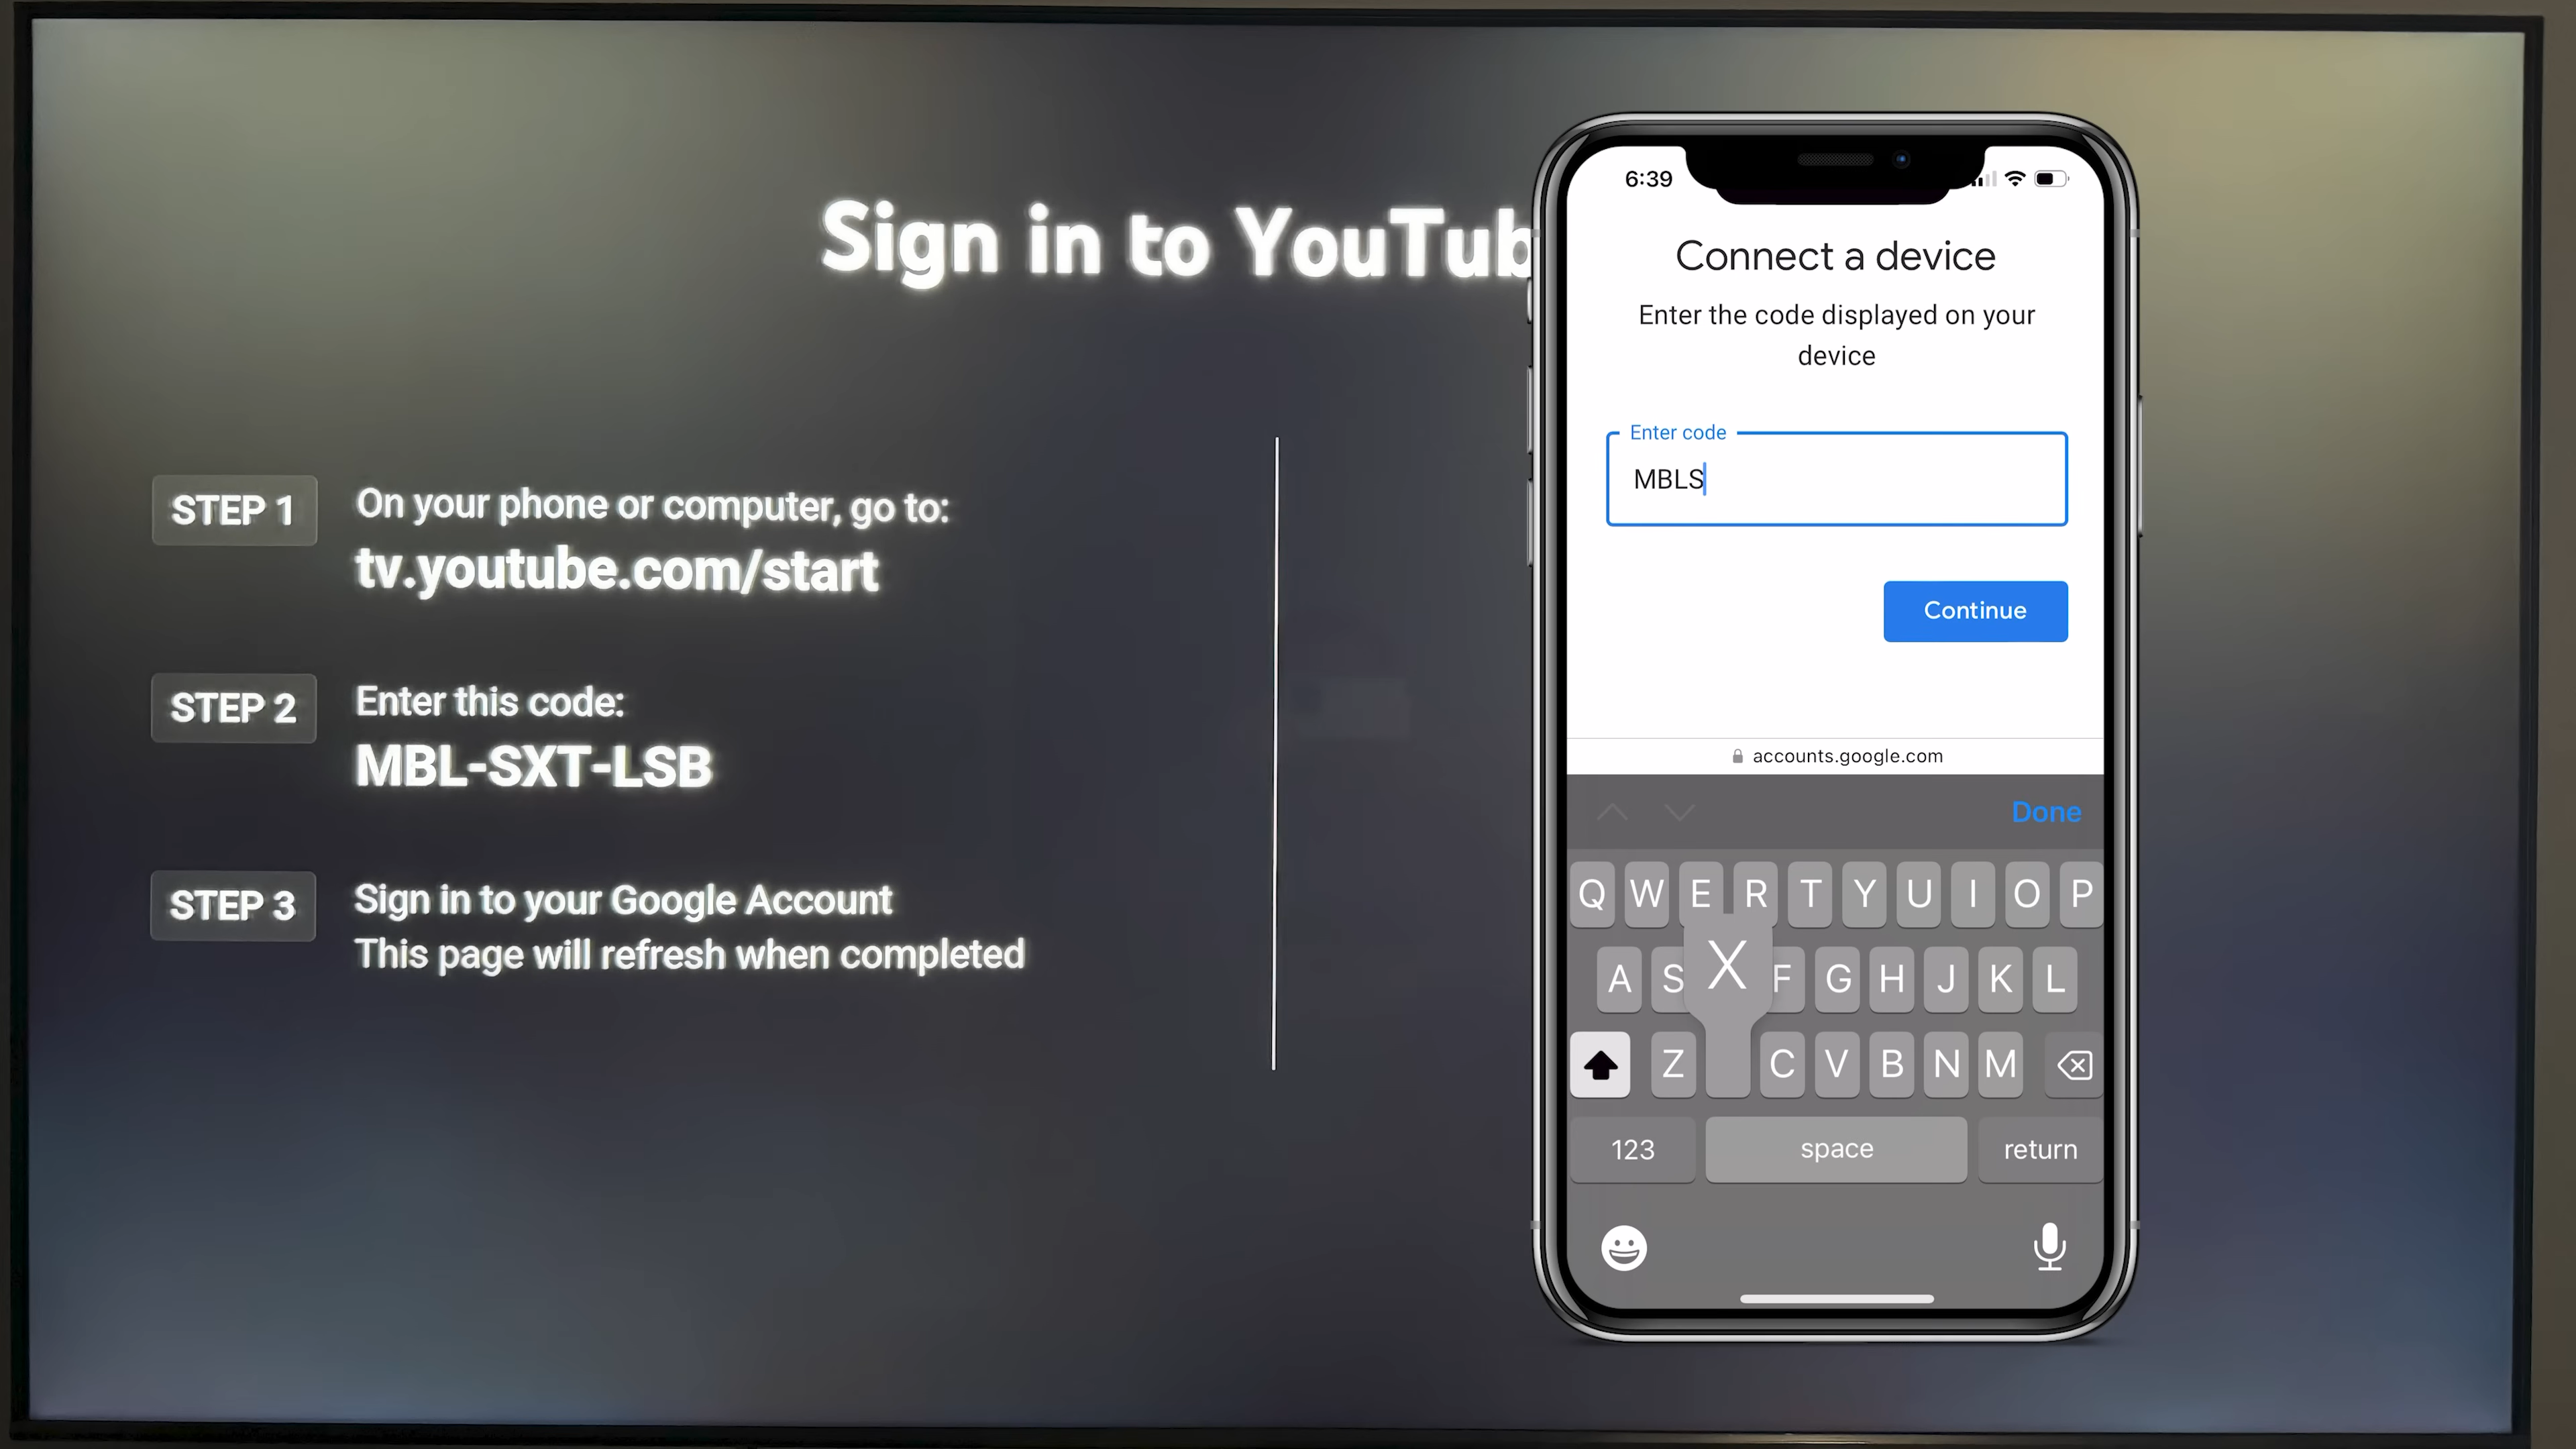 Sign in to YouTub
STEP 1
On your phone or computer, go to:
tv.youtube.com/start
STEP 2
Enter this code:
MBL-SXT-LSB
STEP 3
Sign in to your Google Account
This page will refresh when completed
6:39
Connect a device
Enter the code displayed on your
device
Enter code
MBLS
Continue
accounts.google.com
Done
Q W E R T Y U I O P
A S X F G H J K L
Z C V B N M
123 space return